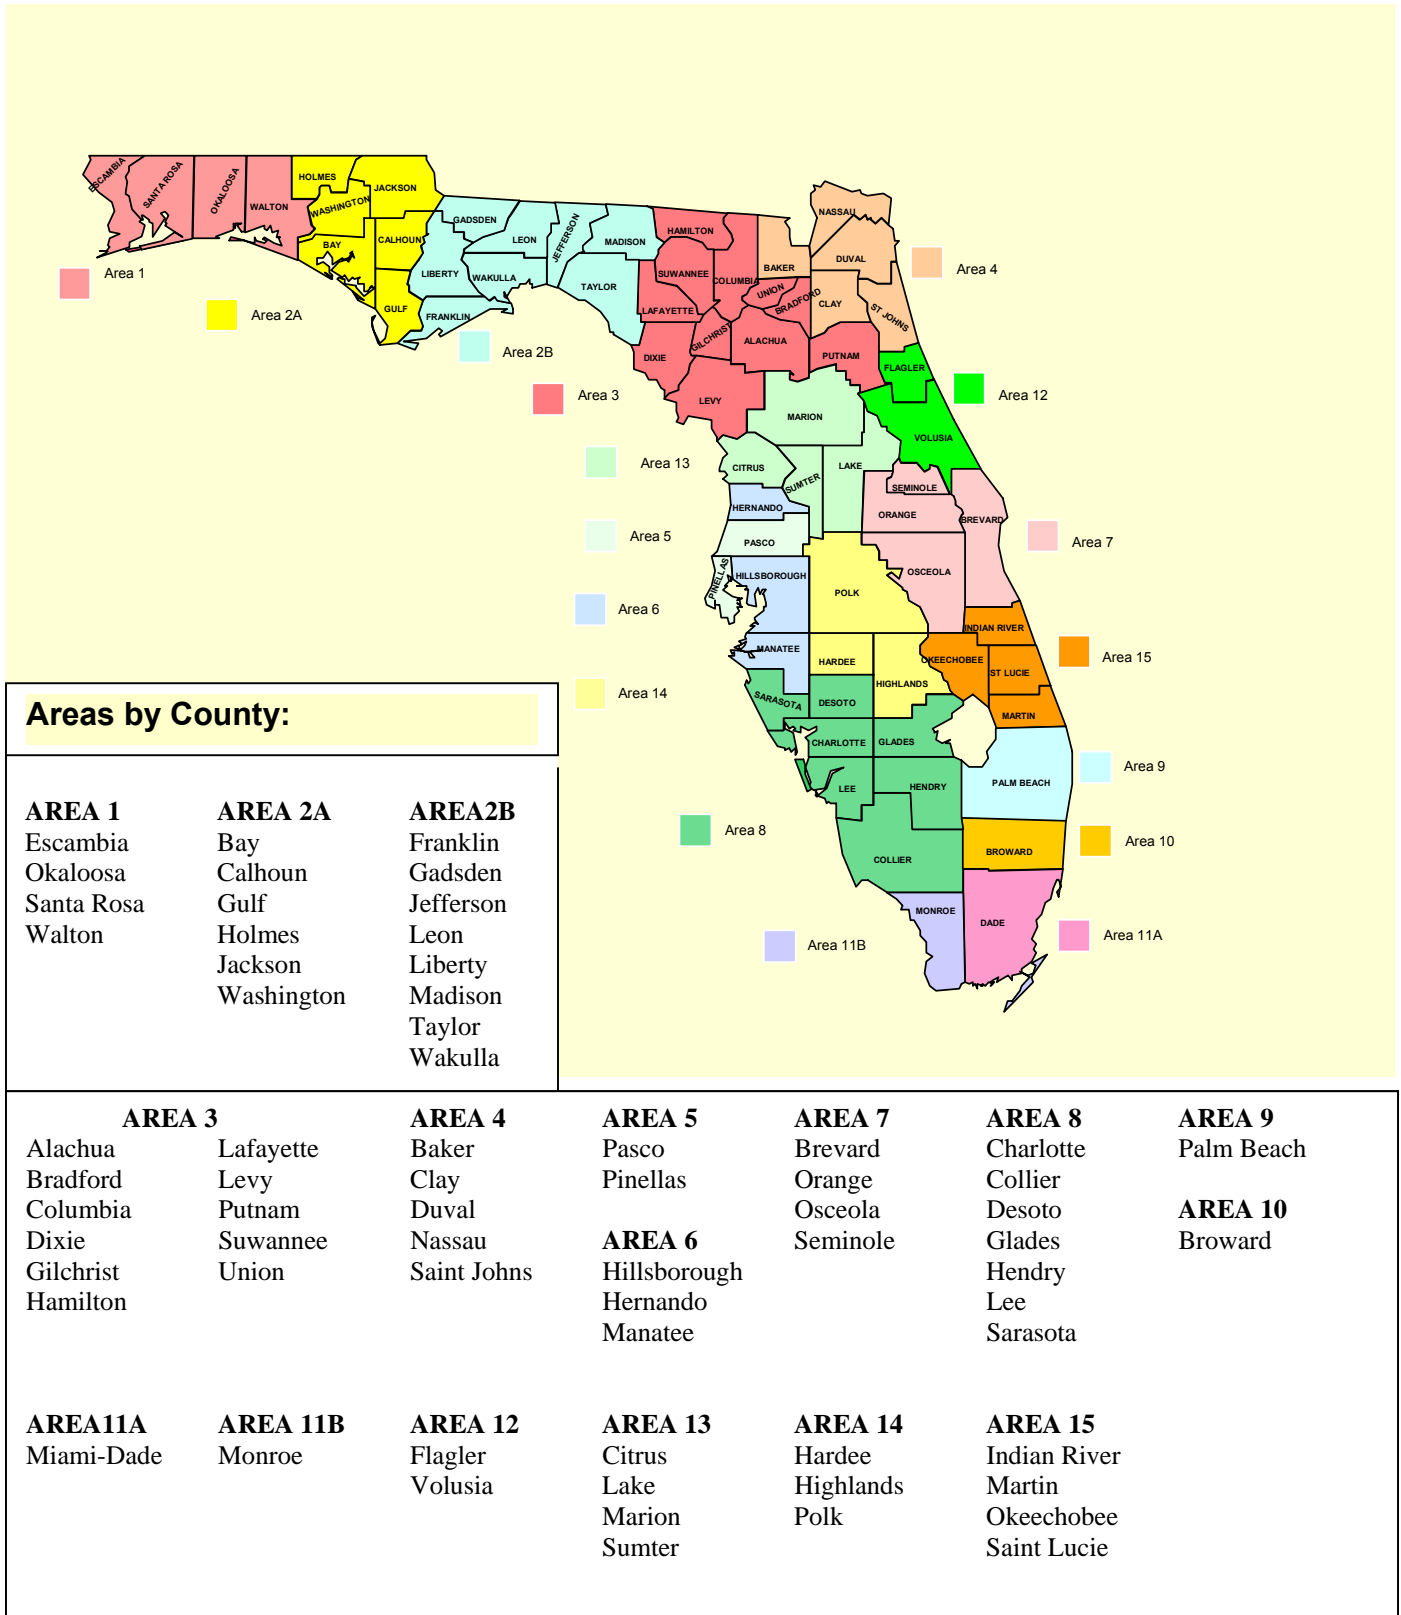 ESCAMBIA
SANTA ROSA
OKALOOSA
WALTON
HOLMES
JACKSON
WASHINGTON
BAY
CALHOUN
GULF
GADSDEN
LEON
JEFFERSON
MADISON
LIBERTY
WAKULLA
TAYLOR
FRANKLIN
HAMILTON
SUWANNEE
COLUMBIA
LAFAYETTE
UNION
BRADFORD
GILCHRIST
ALACHUA
DIXIE
LEVY
PUTNAM
NASSAU
DUVAL
BAKER
CLAY
ST JOHNS
FLAGLER
VOLUSIA
MARION
CITRUS
SUMTER
LAKE
HERNANDO
PASCO
PINELLAS
HILLSBOROUGH
MANATEE
SEMINOLE
ORANGE
BREVARD
OSCEOLA
POLK
HARDEE
HIGHLANDS
INDIAN RIVER
OKEECHOBEE
ST LUCIE
MARTIN
SARASOTA
DESOTO
CHARLOTTE
GLADES
LEE
HENDRY
COLLIER
PALM BEACH
BROWARD
MONROE
DADE
Area 1
Area 2A
Area 2B
Area 3
Area 4
Area 12
Area 13
Area 5
Area 7
Area 6
Area 15
Area 14
Area 9
Area 8
Area 10
Area 11A
Area 11B
Areas by County:
AREA 1
Escambia
Okaloosa
Santa Rosa
Walton
AREA 2A
Bay
Calhoun
Gulf
Holmes
Jackson
Washington
AREA2B
Franklin
Gadsden
Jefferson
Leon
Liberty
Madison
Taylor
Wakulla
AREA 3
Alachua
Bradford
Columbia
Dixie
Gilchrist
Hamilton
Lafayette
Levy
Putnam
Suwannee
Union
AREA 4
Baker
Clay
Duval
Nassau
Saint Johns
AREA 5
Pasco
Pinellas
AREA 6
Hillsborough
Hernando
Manatee
AREA 7
Brevard
Orange
Osceola
Seminole
AREA 8
Charlotte
Collier
Desoto
Glades
Hendry
Lee
Sarasota
AREA 9
Palm Beach
AREA 10
Broward
AREA11A
Miami-Dade
AREA 11B
Monroe
AREA 12
Flagler
Volusia
AREA 13
Citrus
Lake
Marion
Sumter
AREA 14
Hardee
Highlands
Polk
AREA 15
Indian River
Martin
Okeechobee
Saint Lucie